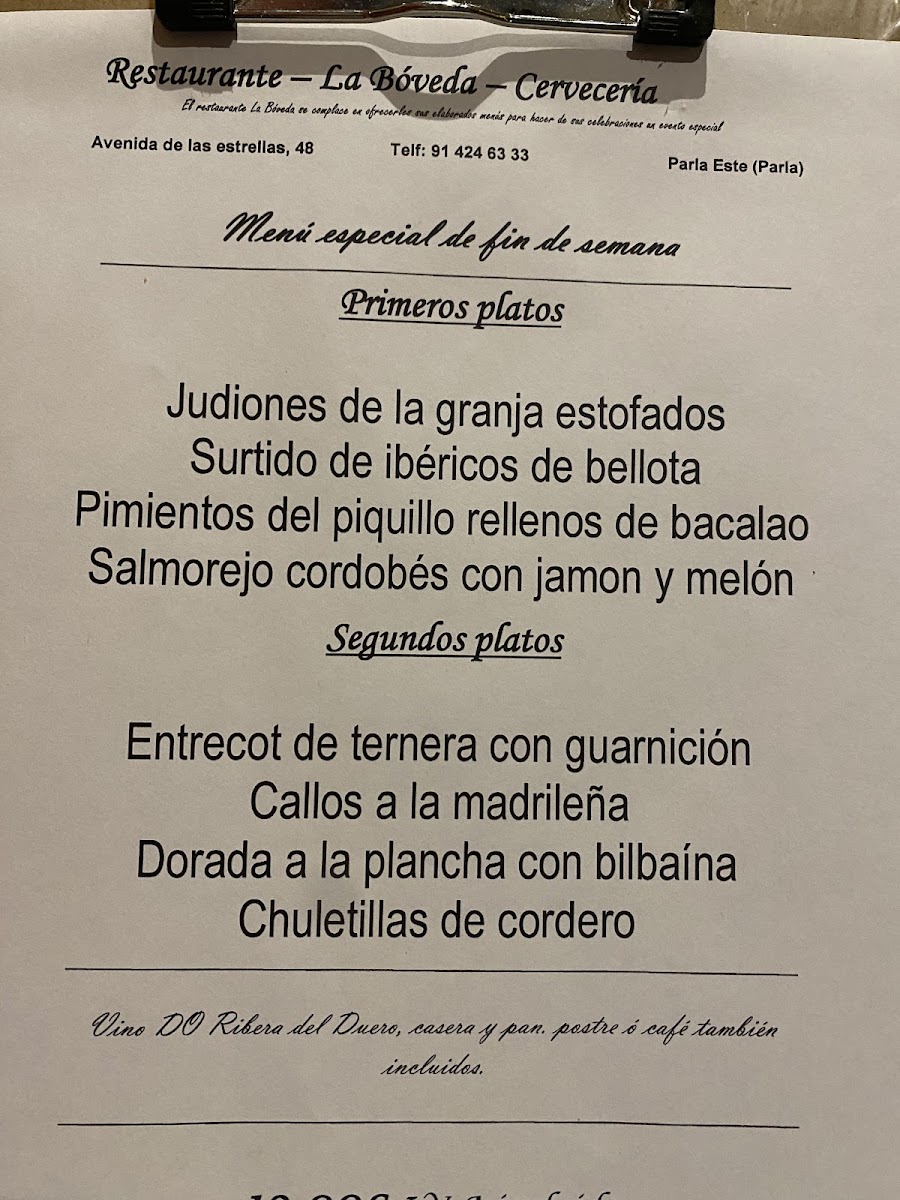 Restaurante – La Bóveda – Cervecería
El restaurante La Bóveda se complace en ofrecerles sus elaborados menús para hacer de sus celebraciones un evento especial
Avenida de las estrellas, 48 Telf: 91 424 63 33 Parla Este (Parla)
Menú especial de fin de semana
Primeros platos
Judiones de la granja estofados
Surtido de ibéricos de bellota
Pimientos del piquillo rellenos de bacalao
Salmorejo cordobés con jamon y melón
Segundos platos
Entrecot de ternera con guarnición
Callos a la madrileña
Dorada a la plancha con bilbaína
Chuletillas de cordero
Vino DO Ribera del Duero, casera y pan. postre ó café también
incluidos.